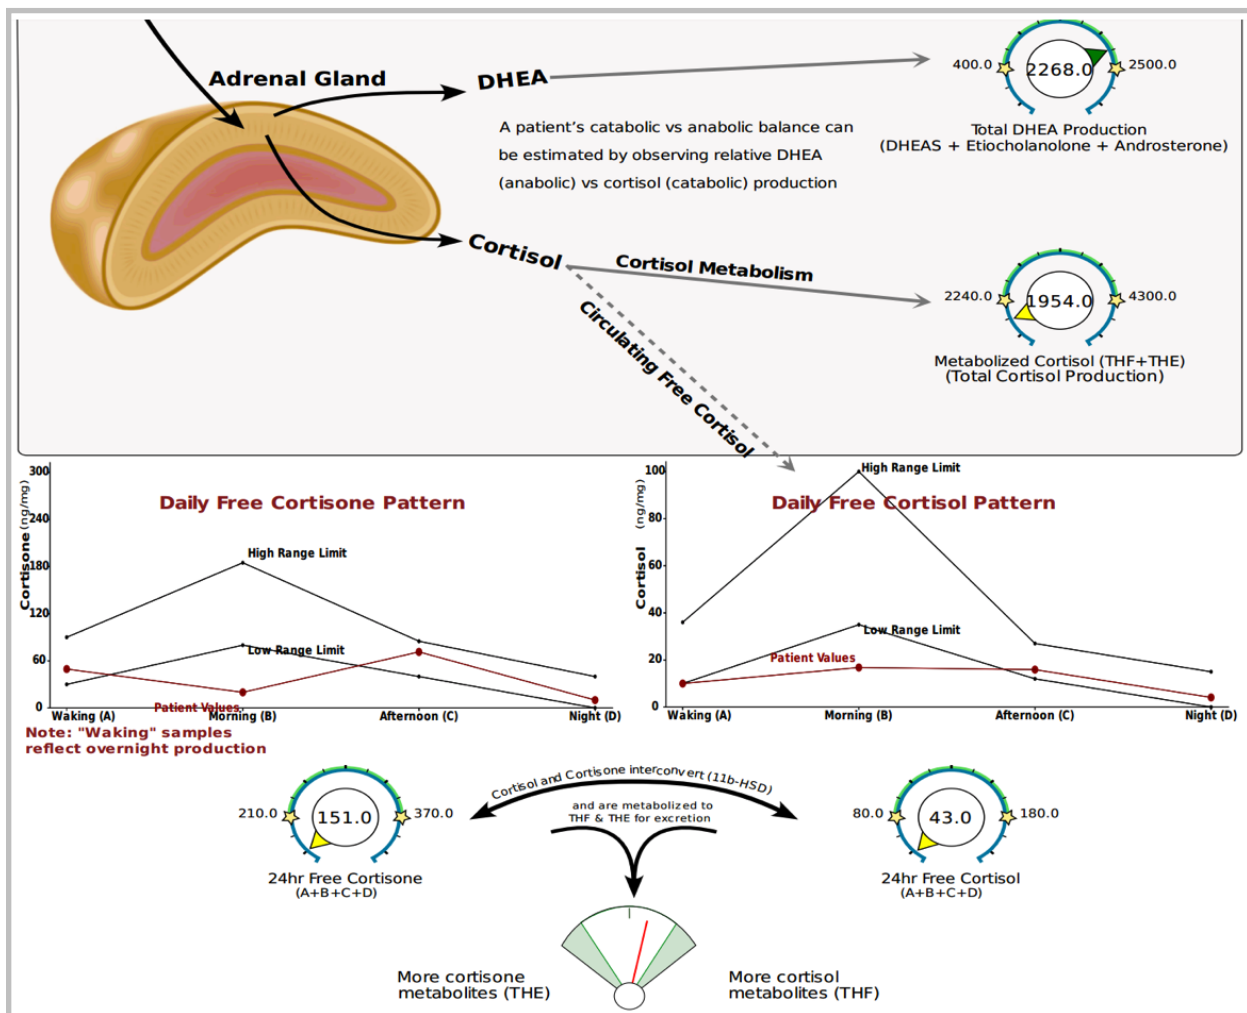 Adrenal Gland
DHEA
400.0
2268.0
2500.0
Total DHEA Production
(DHEAS + Etiocholanolone + Androsterone)
A patient's catabolic vs anabolic balance can
be estimated by observing relative DHEA
(anabolic) vs cortisol (catabolic) production
Cortisol
Cortisol Metabolism
2240.0
1954.0
4300.0
Metabolized Cortisol (THF+THE)
(Total Cortisol Production)
Circulating Free Cortisol
Daily Free Cortisone Pattern
Cortisone (ng/mg)
300
240
180
120
60
0
High Range Limit
Low Range Limit
Patient Values
Waking (A)
Morning (B)
Afternoon (C)
Night (D)
Note: "Waking" samples
reflect overnight production
Daily Free Cortisol Pattern
Cortisol (ng/mg)
100
80
60
40
20
0
High Range Limit
Low Range Limit
Patient Values
Waking (A)
Morning (B)
Afternoon (C)
Night (D)
210.0
151.0
370.0
24hr Free Cortisone
(A+B+C+D)
Cortisol and Cortisone interconvert (11b-HSD)
and are metabolized to
THF & THE for excretion
80.0
43.0
180.0
24hr Free Cortisol
(A+B+C+D)
More cortisone
metabolites (THE)
More cortisol
metabolites (THF)